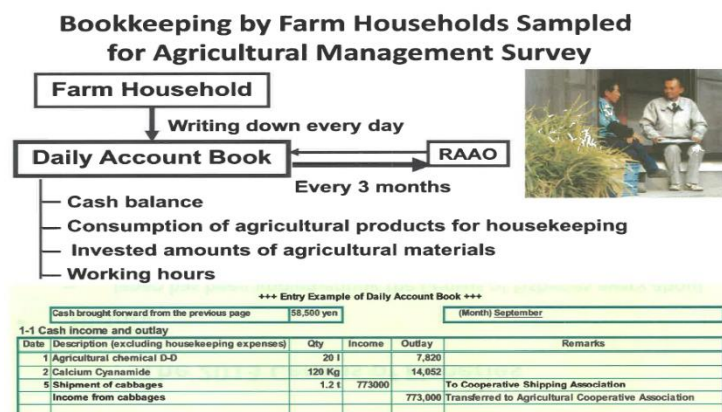 Bookkeeping by Farm Households Sampled
for Agricultural Management Survey
Farm Household
Writing down every day
Daily Account Book
RAAO
Every 3 months
Cash balance
Consumption of agricultural products for housekeeping
Invested amounts of agricultural materials
Working hours
+++ Entry Example of Daily Account Book +++
Cash brought forward from the previous page 58,500 yen (Month) September
1-1 Cash income and outlay
Date Description (excluding housekeeping expenses) Qty Income Outlay Remarks
1 Agricultural chemical D-D 20 l 7,820
2 Calcium Cyanamide 120 Kg 14,052
5 Shipment of cabbages 1.2 t 773000 To Cooperative Shipping Association
Income from cabbages 773,000 Transferred to Agricultural Cooperative Association